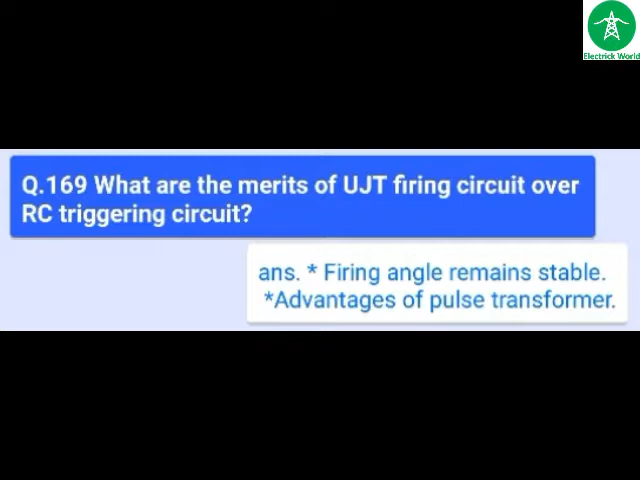 Electrick World
Q.169 What are the merits of UJT firing circuit over
RC triggering circuit?
ans. * Firing angle remains stable.
*Advantages of pulse transformer.